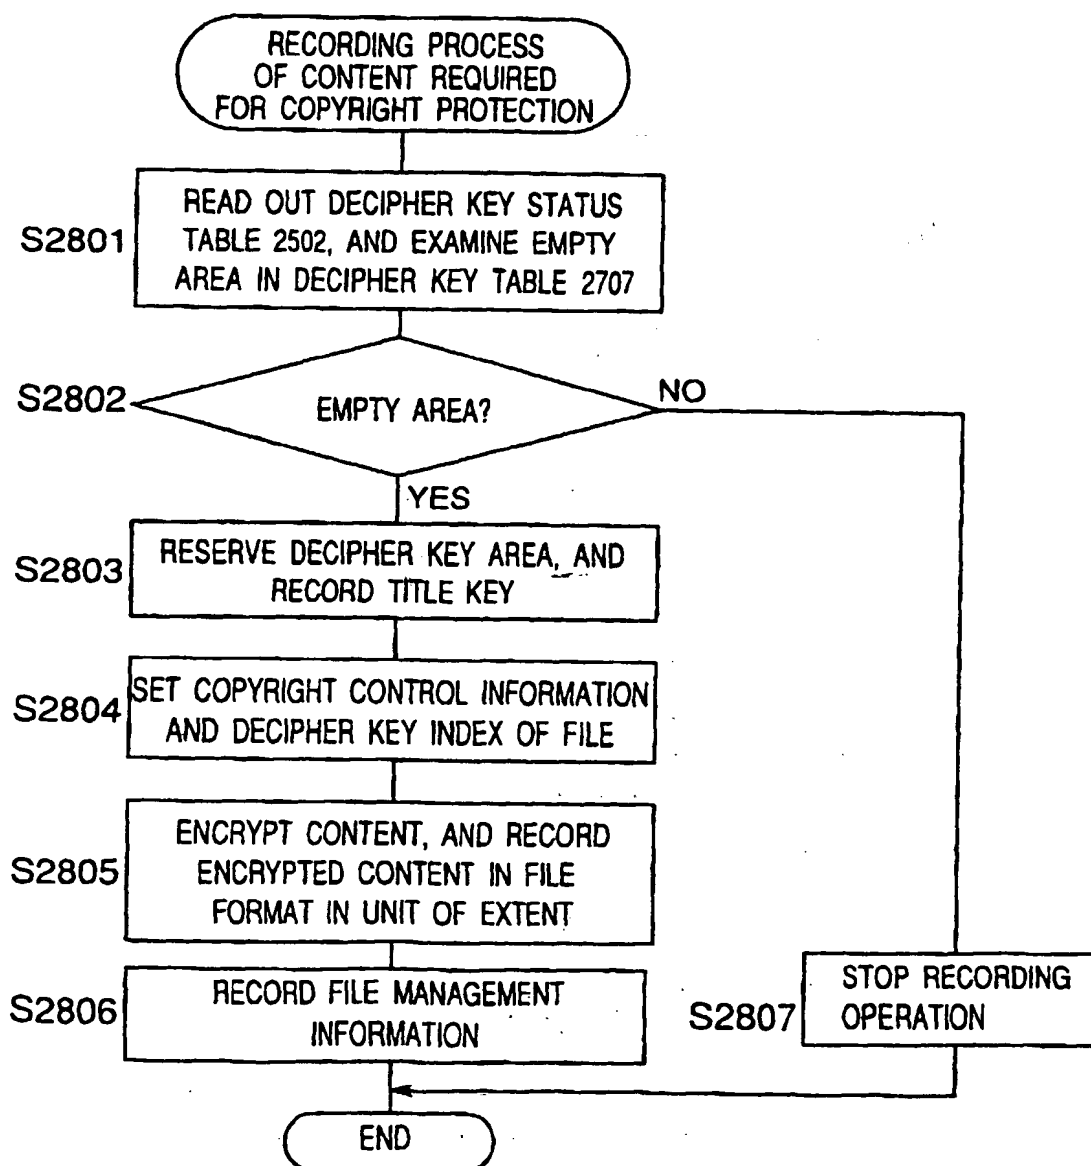 RECORDING PROCESS
OF CONTENT REQUIRED
FOR COPYRIGHT PROTECTION
S2801
READ OUT DECIPHER KEY STATUS
TABLE 2502, AND EXAMINE EMPTY
AREA IN DECIPHER KEY TABLE 2707
S2802
EMPTY AREA?
NO
YES
S2803
RESERVE DECIPHER KEY AREA, AND
RECORD TITLE KEY
S2804
SET COPYRIGHT CONTROL INFORMATION
AND DECIPHER KEY INDEX OF FILE
S2805
ENCRYPT CONTENT, AND RECORD
ENCRYPTED CONTENT IN FILE
FORMAT IN UNIT OF EXTENT
S2806
RECORD FILE MANAGEMENT
INFORMATION
S2807
STOP RECORDING
OPERATION
END